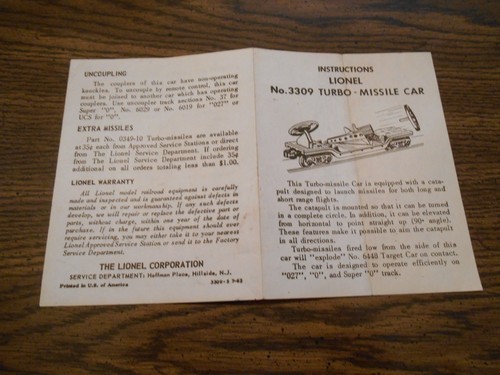 UNCOUPLING
The couplers of this car have non-operating
knuckles. To uncouple by remote control, this car
must be joined to another car which has operating
couplers. Use uncoupler track sections No. 37 for
Super "0", No. 6029 or No. 6019 for "027" or
UCS for "0".
EXTRA MISSILES
Part No. 0349-10 Turbo-missiles are available
at 35¢ each from Approved Service Stations or direct
from The Lionel Service Department. If ordering
from The Lionel Service Department include 35¢
additional on all orders totaling less than $1.00.
LIONEL WARRANTY
All Lionel model railroad equipment is carefully
made and inspected and is guaranteed against defects in
materials or in our workmanship. If any such defects
develop, we will repair or replace the defective part or
parts, without charge, within one year of the date of
purchase. If in the future this equipment should ever
require servicing, you may either take it to your nearest
Lionel Approved Service Station or send it to the Factory
Service Department.
THE LIONEL CORPORATION
SERVICE DEPARTMENT: Hoffman Place, Hillside, N.J.
Printed in U.S. of America
INSTRUCTIONS
LIONEL
No. 3309 TURBO - MISSILE CAR
This Turbo-missile Car is equipped with a cata-
pult designed to launch missiles for both long and
short range flights.
The catapult is mounted so that it can be turned
in a complete circle. In addition, it can be elevated
from horizontal to point straight up (90° angle).
These features make it possible to aim the catapult
in all directions.
Turbo-missiles fired low from the side of this
car will "explode" No. 6448 Target Car on contact.
The car is designed to operate efficiently on
"027", "0", and Super "0" track.